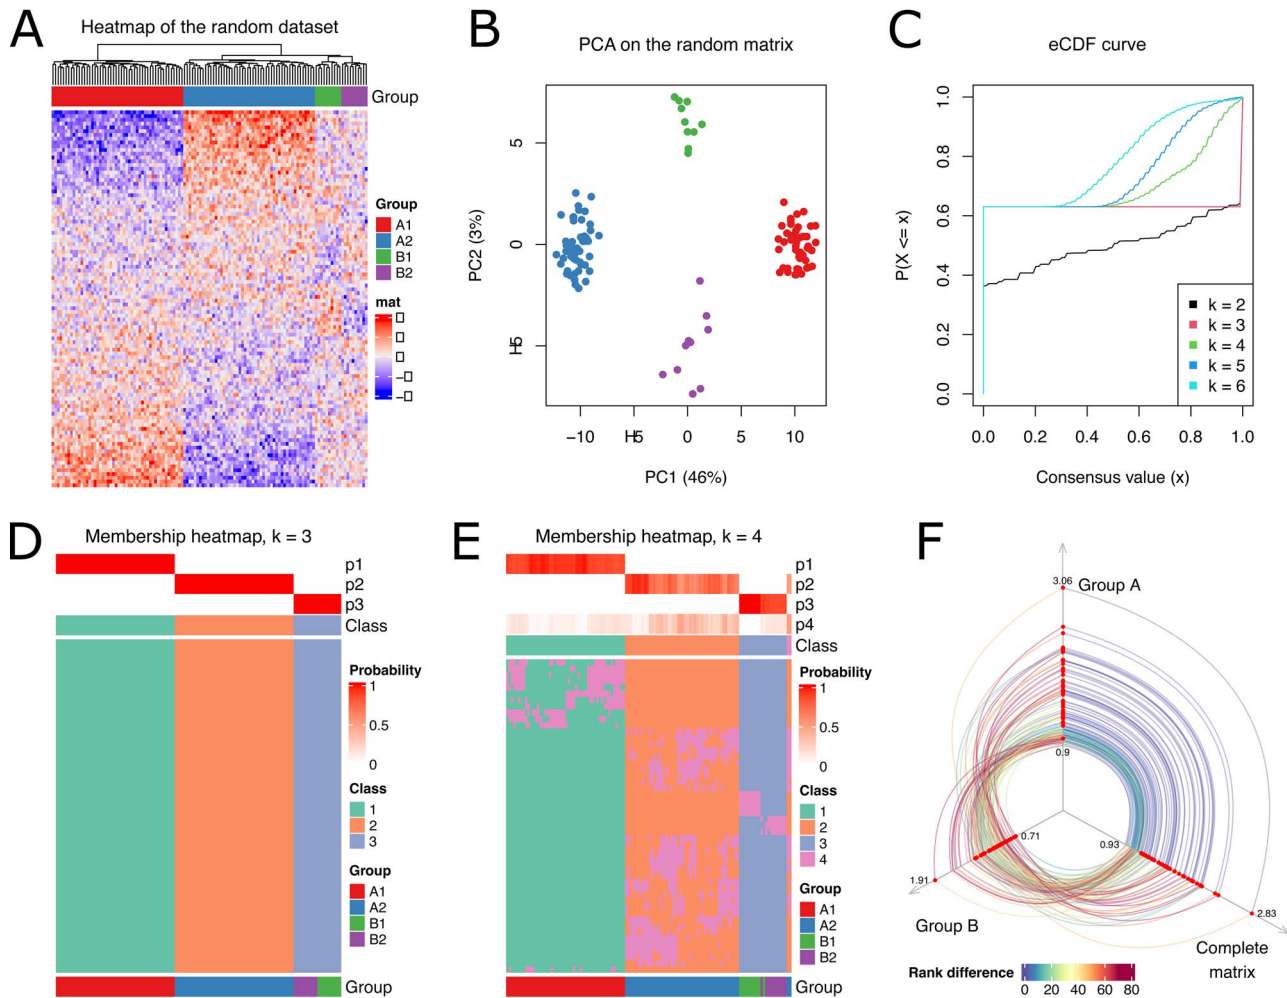 A
Heatmap of the random dataset
Group
Group
A1
A2
B1
B2
mat
B
PCA on the random matrix
PC2 (3%)
5
0
−10
0
5
10
PC1 (46%)
C
eCDF curve
P(X <= x)
1.0
0.8
0.6
0.4
0.2
0.0
k = 2
k = 3
k = 4
k = 5
k = 6
0.0 0.2 0.4 0.6 0.8 1.0
Consensus value (x)
D
Membership heatmap, k = 3
p1
p2
p3
Class
Probability
1
0.5
0
Class
1
2
3
Group
A1
A2
B1
B2
Group
E
Membership heatmap, k = 4
p1
p2
p3
p4
Class
Probability
1
0.5
0
Class
1
2
3
4
Group
A1
A2
B1
B2
Group
F
3.06
Group A
0.9
0.71
0.93
1.91
2.83
Group B
Complete
matrix
Rank difference
0 20 40 60 80